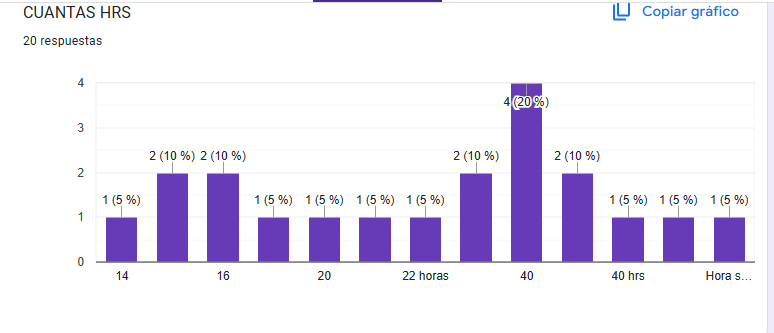 CUANTAS HRS
Copiar gráfico
20 respuestas
4
3
2
1
0
1 (5 %)
2 (10 %)
2 (10 %)
1 (5 %)
1 (5 %)
1 (5 %)
1 (5 %)
2 (10 %)
4 (20 %)
2 (10 %)
1 (5 %)
1 (5 %)
1 (5 %)
14
16
20
22 horas
40
40 hrs
Hora s…